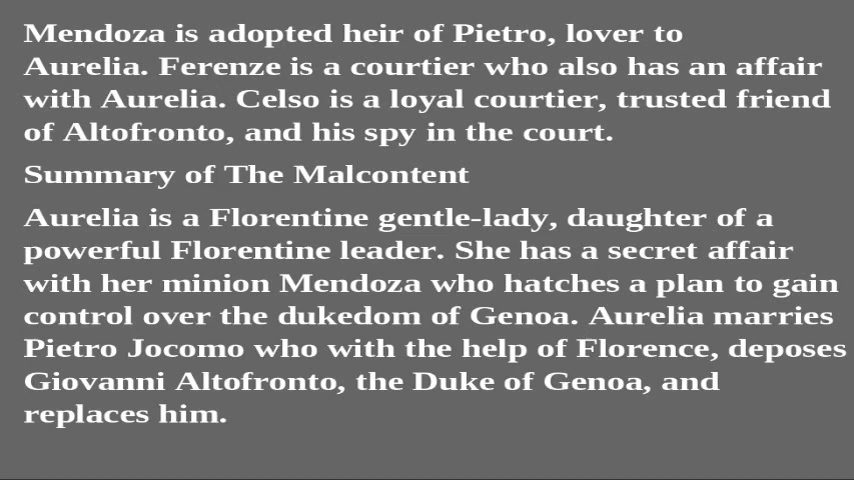 Mendoza is adopted heir of Pietro, lover to
Aurelia. Ferenze is a courtier who also has an affair
with Aurelia. Celso is a loyal courtier, trusted friend
of Altofronto, and his spy in the court.
Summary of The Malcontent
Aurelia is a Florentine gentle-lady, daughter of a
powerful Florentine leader. She has a secret affair
with her minion Mendoza who hatches a plan to gain
control over the dukedom of Genoa. Aurelia marries
Pietro Jocomo who with the help of Florence, deposes
Giovanni Altofronto, the Duke of Genoa, and
replaces him.